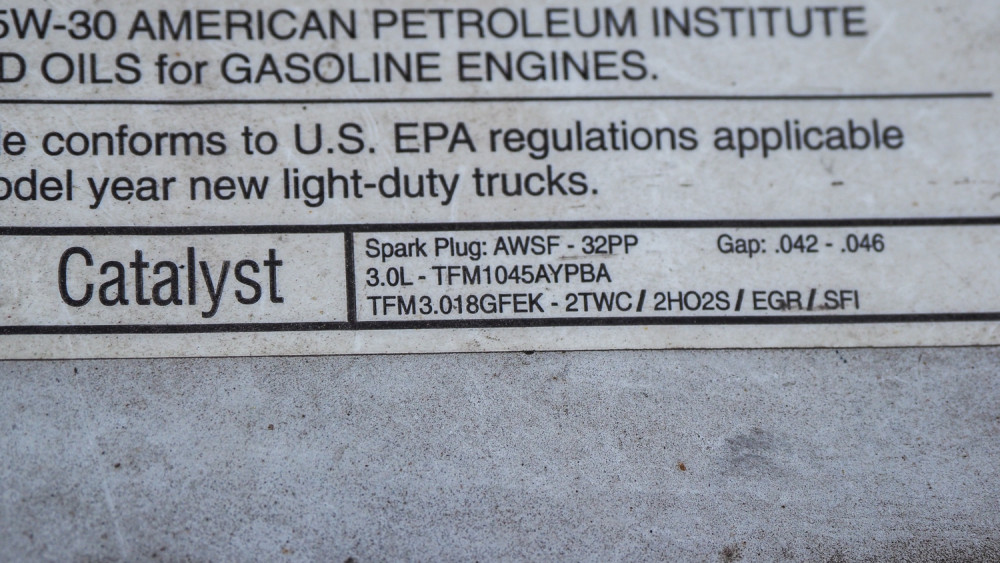 5W-30 AMERICAN PETROLEUM INSTITUTE
D OILS for GASOLINE ENGINES.
e conforms to U.S. EPA regulations applicable
odel year new light-duty trucks.
Catalyst
Spark Plug: AWSF - 32PP Gap: .042 - .046
3.0L - TFM1045AYPBA
TFM3.018GFEK - 2TWC / 2HO2S / EGR / SFI